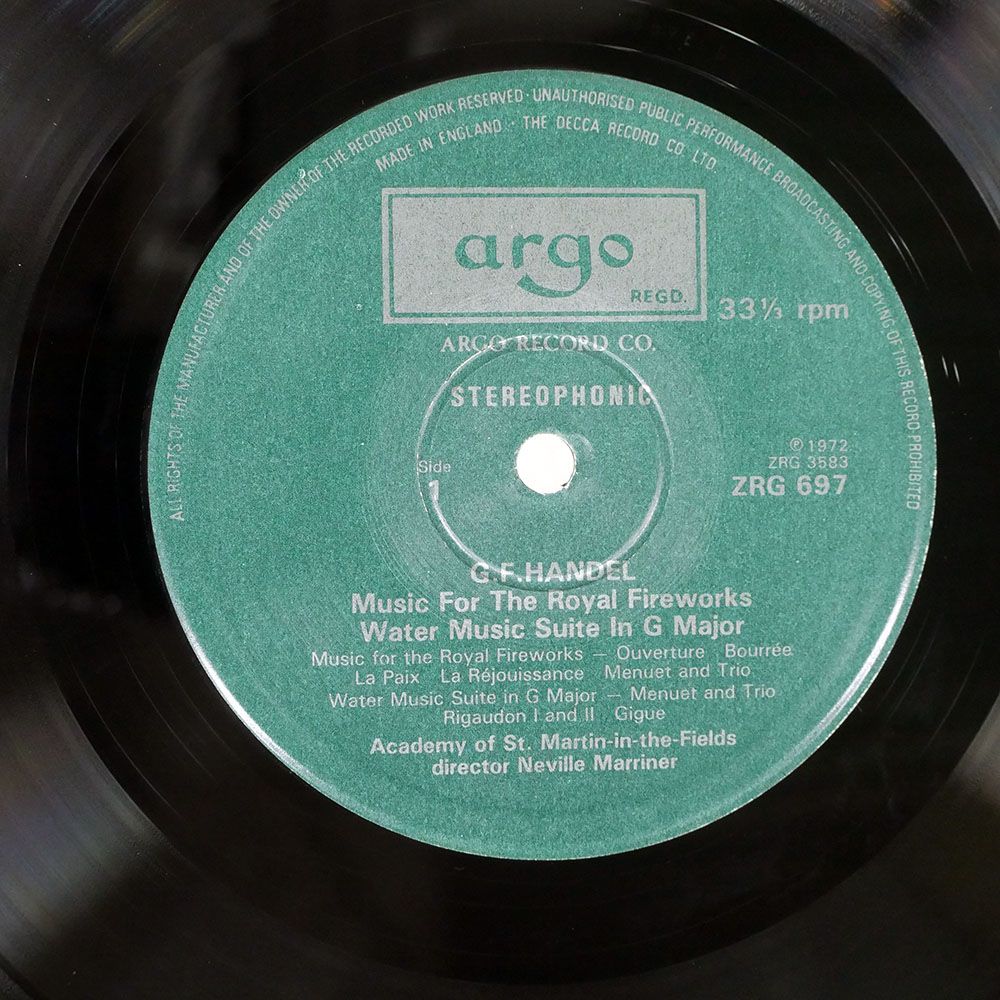 ALL RIGHTS OF THE MANUFACTURER AND OF THE OWNER OF THE RECORDED WORK RESERVED · UNAUTHORISED PUBLIC PERFORMANCE BROADCASTING AND COPYING OF THIS RECORD PROHIBITED
MADE IN ENGLAND · THE DECCA RECORD CO. LTD.
argo
REGD.
33⅓ rpm
ARGO RECORD CO.
STEREOPHONIC
℗ 1972
ZRG 3583
ZRG 697
Side
1
G.F.HANDEL
Music For The Royal Fireworks
Water Music Suite In G Major
Music for the Royal Fireworks – Ouverture Bourrée
La Paix La Réjouissance Menuet and Trio
Water Music Suite in G Major – Menuet and Trio
Rigaudon I and II Gigue
Academy of St. Martin-in-the-Fields
director Neville Marriner